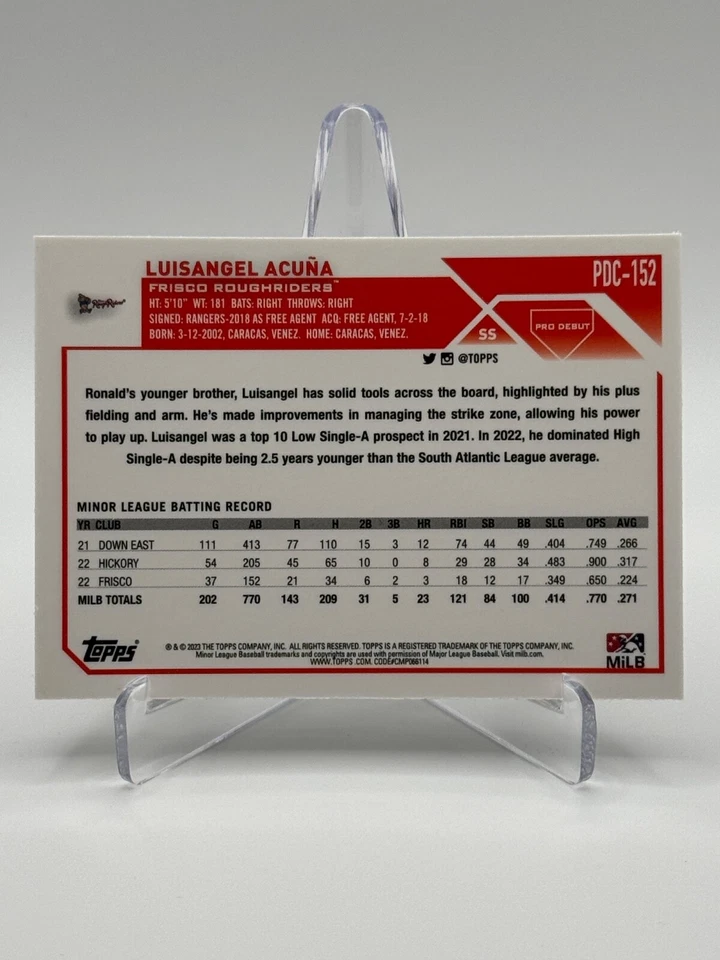 LUISANGEL ACUÑA
FRISCO ROUGHRIDERS™
HT: 5'10" WT: 181 BATS: RIGHT THROWS: RIGHT
SIGNED: RANGERS-2018 AS FREE AGENT ACQ: FREE AGENT, 7-2-18
BORN: 3-12-2002, CARACAS, VENEZ. HOME: CARACAS, VENEZ.
SS
PRO DEBUT
PDC-152
@TOPPS
Ronald's younger brother, Luisangel has solid tools across the board, highlighted by his plus
fielding and arm. He's made improvements in managing the strike zone, allowing his power
to play up. Luisangel was a top 10 Low Single-A prospect in 2021. In 2022, he dominated High
Single-A despite being 2.5 years younger than the South Atlantic League average.
MINOR LEAGUE BATTING RECORD
YR CLUB G AB R H 2B 3B HR RBI SB BB SLG OPS AVG
21 DOWN EAST 111 413 77 110 15 3 12 74 44 49 .404 .749 .266
22 HICKORY 54 205 45 65 10 0 8 29 28 34 .483 .900 .317
22 FRISCO 37 152 21 34 6 2 3 18 12 17 .349 .650 .224
MILB TOTALS 202 770 143 209 31 5 23 121 84 100 .414 .770 .271
Topps
® & © 2023 THE TOPPS COMPANY, INC. ALL RIGHTS RESERVED. TOPPS IS A REGISTERED TRADEMARK OF THE TOPPS COMPANY, INC.
Minor League Baseball trademarks and copyrights are used with permission of Major League Baseball. Visit milb.com.
WWW.TOPPS.COM. CODE#CMP066114
MiLB